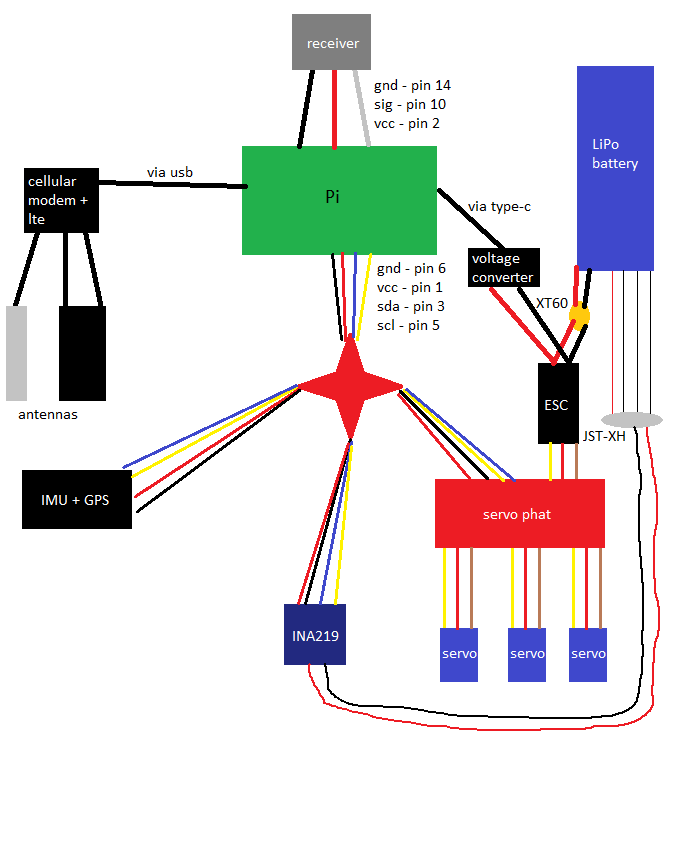 receiver
gnd - pin 14
sig - pin 10
vcc - pin 2
LiPo
battery
via usb
cellular
modem +
lte
Pi
via type-c
voltage
converter
gnd - pin 6
vcc - pin 1
sda - pin 3
scl - pin 5
XT60
antennas
ESC
JST-XH
IMU + GPS
servo phat
INA219
servo
servo
servo